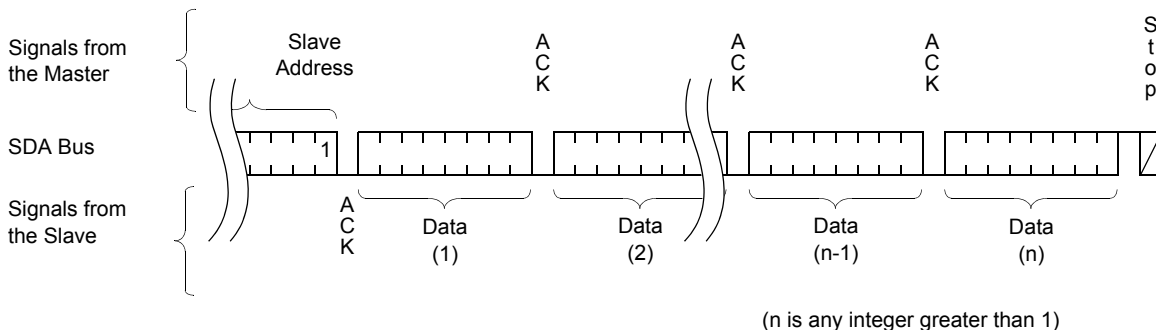 Signals from
the Master
Slave
Address
A
C
K
A
C
K
A
C
K
S
t
o
p
SDA Bus
1
Signals from
the Slave
A
C
K
Data
(1)
Data
(2)
Data
(n-1)
Data
(n)
(n is any integer greater than 1)